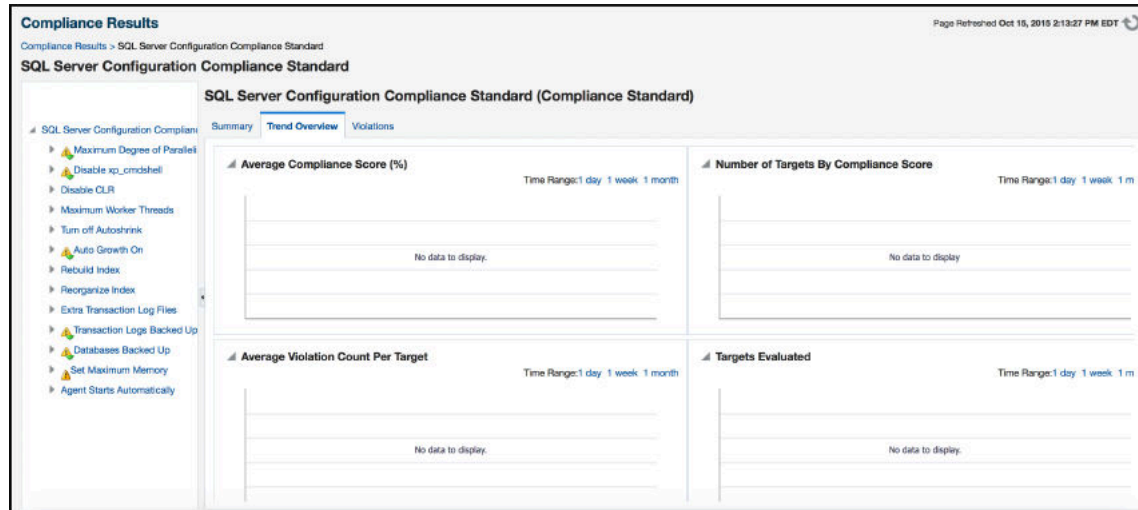 Compliance Results
Page Refreshed Oct 15, 2015 2:13:27 PM EDT
Compliance Results > SQL Server Configuration Compliance Standard
SQL Server Configuration Compliance Standard
SQL Server Configuration Compliance Standard (Compliance Standard)
Summary Trend Overview Violations
SQL Server Configuration Complian
Maximum Degree of Paralleli
Disable xp_cmdshell
Disable CLR
Maximum Worker Threads
Turn off Autoshrink
Auto Growth On
Rebuild Index
Reorganize Index
Extra Transaction Log Files
Transaction Logs Backed Up
Databases Backed Up
Set Maximum Memory
Agent Starts Automatically
Average Compliance Score (%)
Time Range:1 day 1 week 1 month
No data to display.
Number of Targets By Compliance Score
Time Range:1 day 1 week 1 m
No data to display
Average Violation Count Per Target
Time Range:1 day 1 week 1 month
No data to display.
Targets Evaluated
Time Range:1 day 1 week 1 m
No data to display.